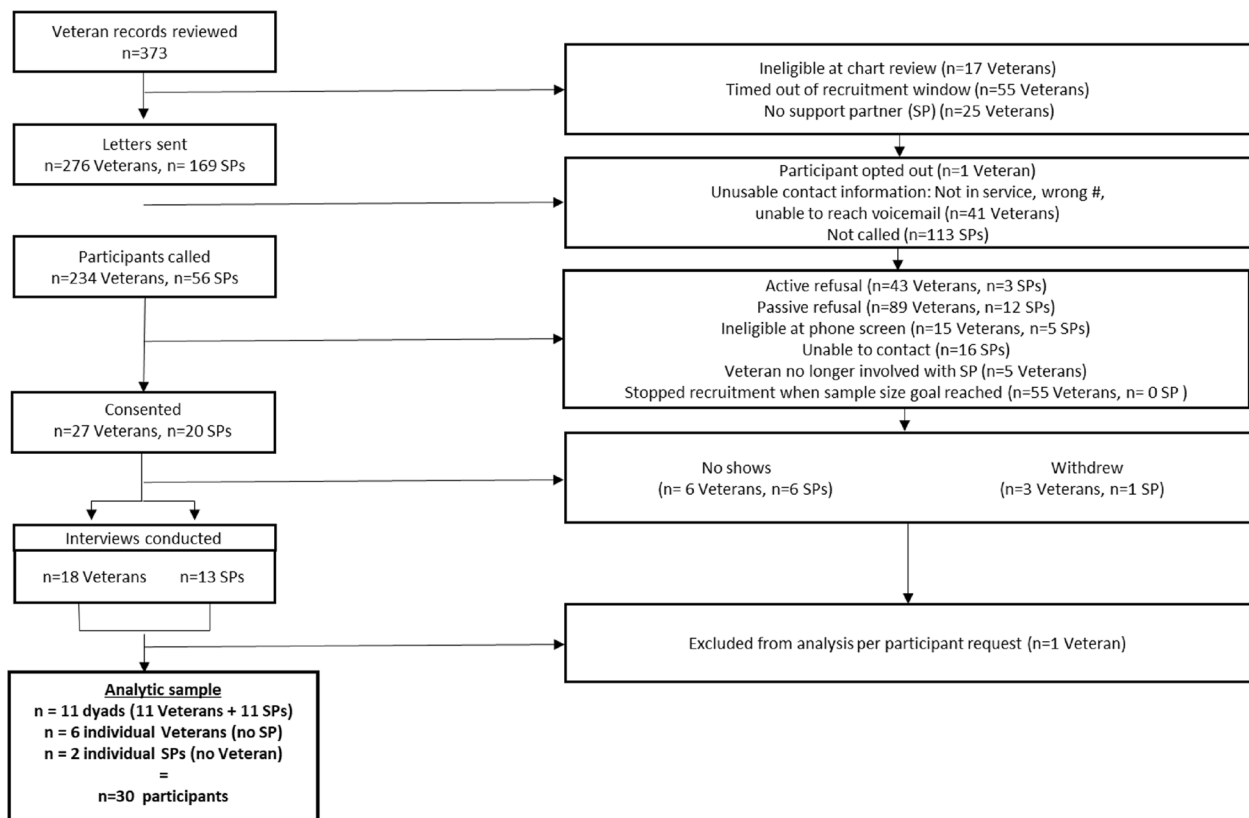 Veteran records reviewed
n=373
Ineligible at chart review (n=17 Veterans)
Timed out of recruitment window (n=55 Veterans)
No support partner (SP) (n=25 Veterans)
Letters sent
n=276 Veterans, n= 169 SPs
Participant opted out (n=1 Veteran)
Unusable contact information: Not in service, wrong #,
unable to reach voicemail (n=41 Veterans)
Not called (n=113 SPs)
Participants called
n=234 Veterans, n=56 SPs
Active refusal (n=43 Veterans, n=3 SPs)
Passive refusal (n=89 Veterans, n=12 SPs)
Ineligible at phone screen (n=15 Veterans, n=5 SPs)
Unable to contact (n=16 SPs)
Veteran no longer involved with SP (n=5 Veterans)
Stopped recruitment when sample size goal reached (n=55 Veterans, n= 0 SP )
Consented
n=27 Veterans, n=20 SPs
No shows
(n= 6 Veterans, n=6 SPs)
Withdrew
(n=3 Veterans, n=1 SP)
Interviews conducted
n=18 Veterans n=13 SPs
Excluded from analysis per participant request (n=1 Veteran)
Analytic sample
n = 11 dyads (11 Veterans + 11 SPs)
n = 6 individual Veterans (no SP)
n = 2 individual SPs (no Veteran)
=
n=30 participants